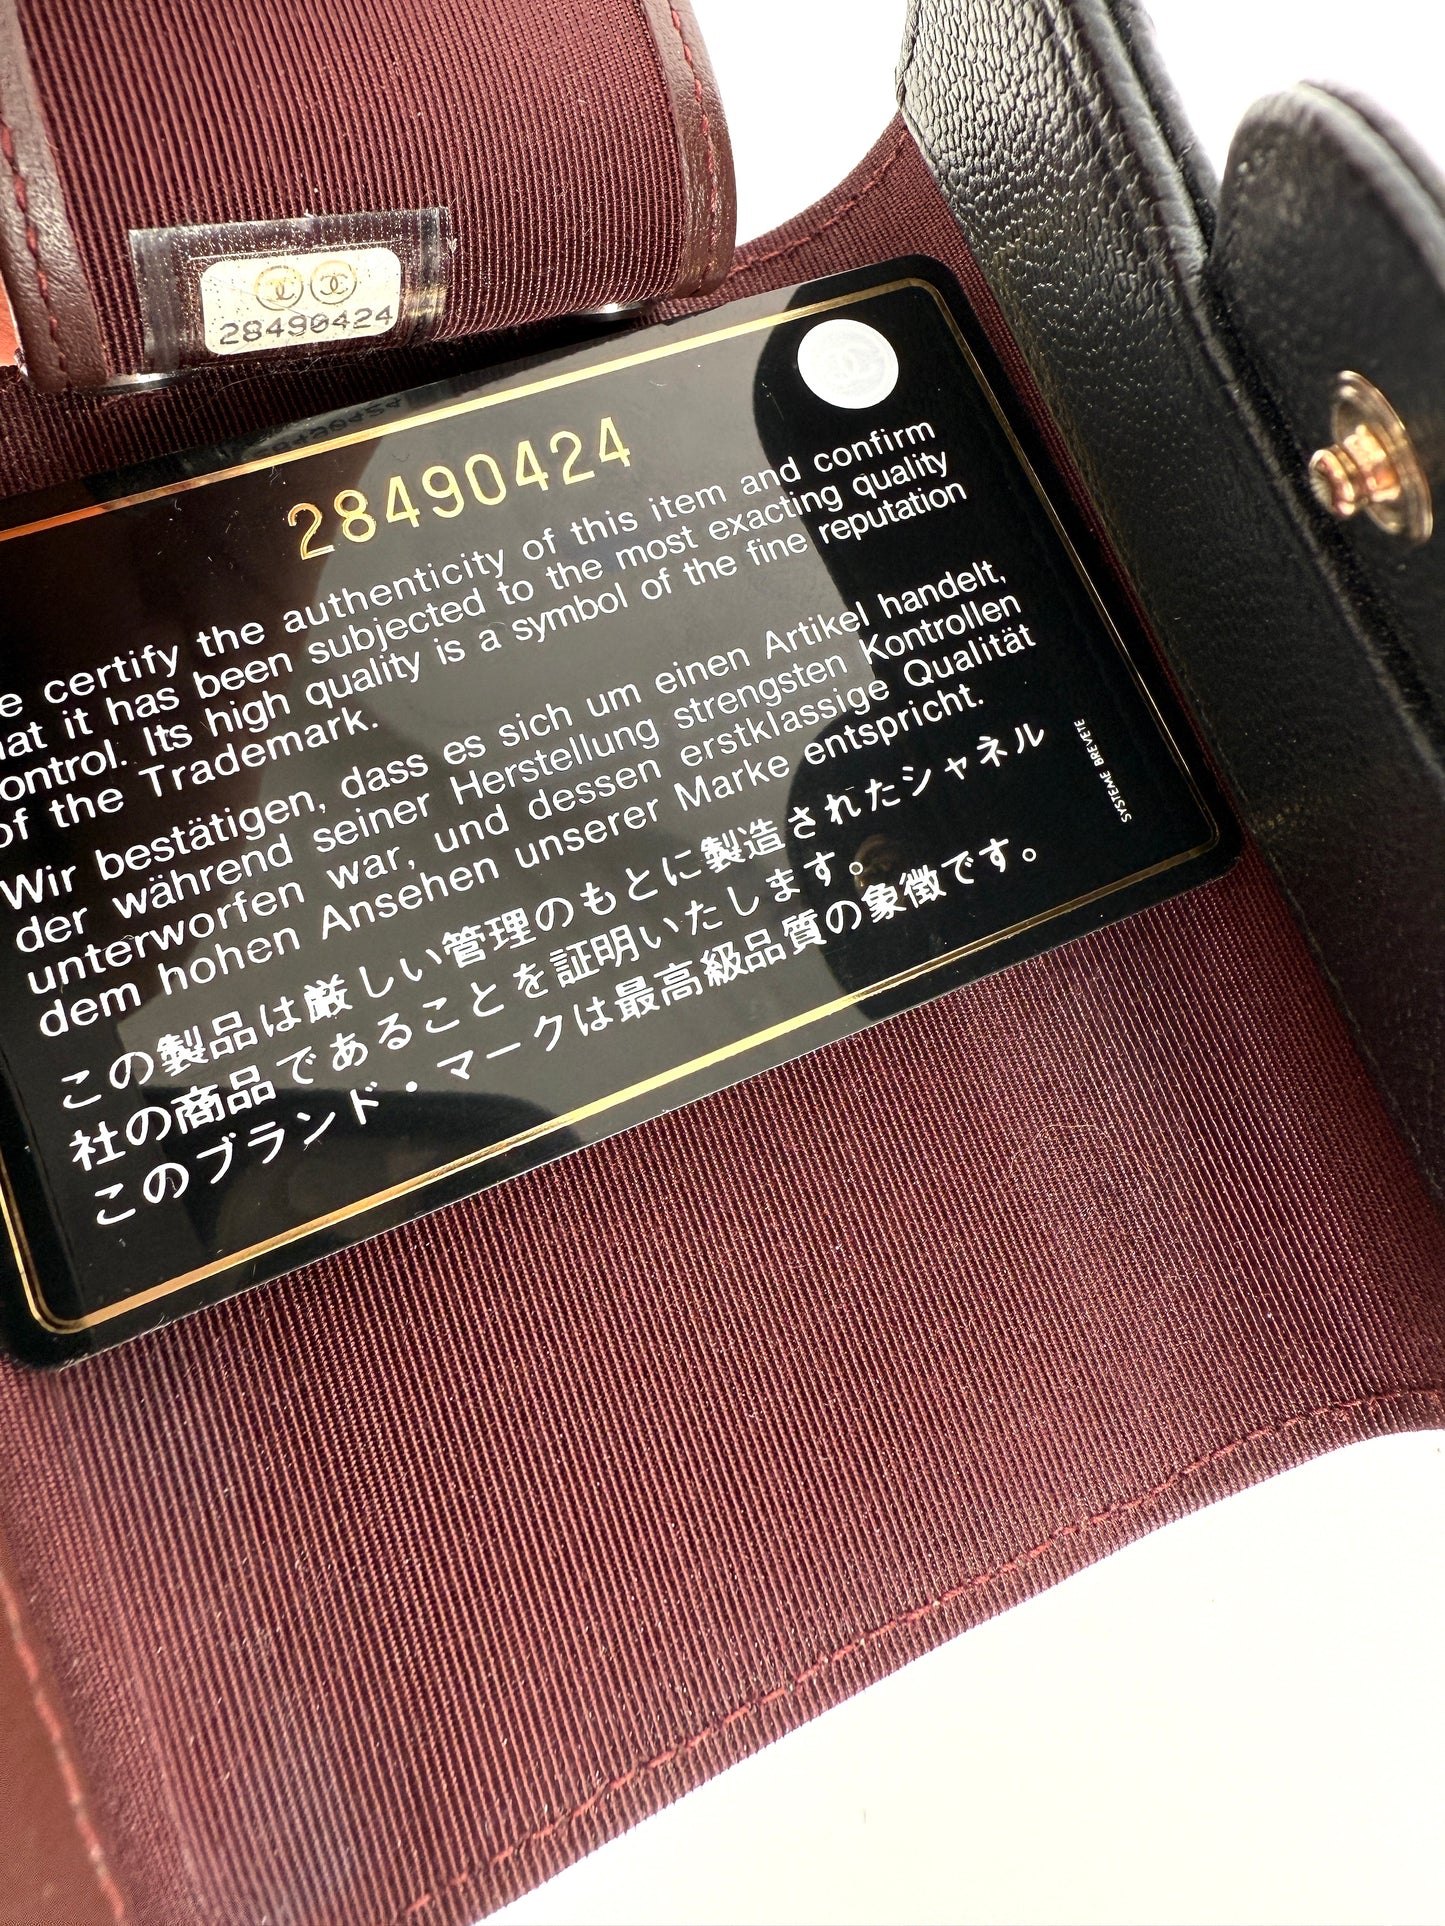 28490424
28490424
certify the authenticity of this item and confirm
it has been subjected to the most exacting quality
Its high quality is a symbol of the fine reputation
of the Trademark.
Wir bestätigen, dass es sich um einen Artikel handelt,
der während seiner Herstellung strengsten Kontrollen
unterworfen war, und dessen erstklassige Qualität
dem hohen Ansehen unserer Marke entspricht.
この製品は厳しい管理のもとに製造されたシャネル
社の商品であることを証明いたします。
このブランド・マークは最高級品質の象徴です。
SYSTEME BREVETE